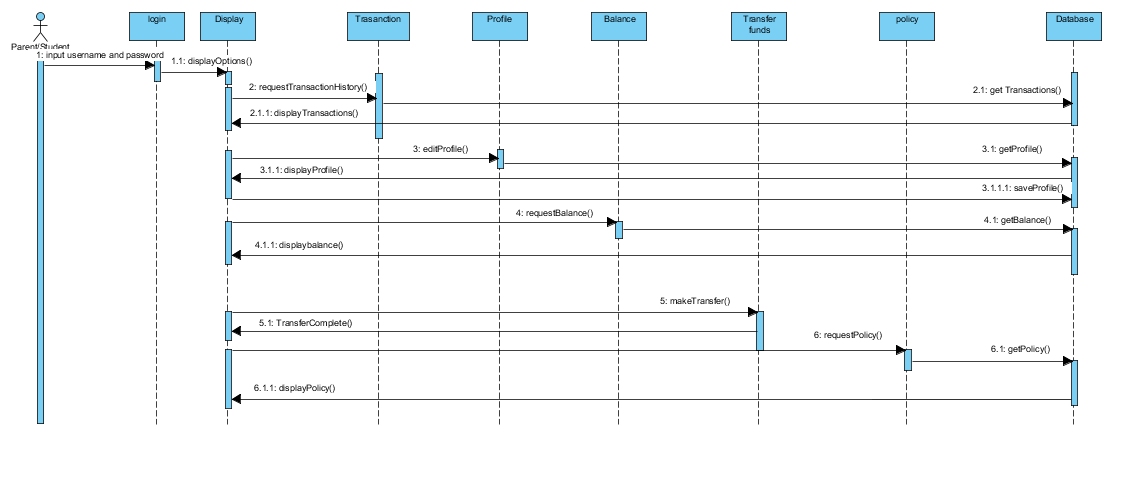 login
Display
Trasanction
Profile
Balance
Transfer
funds
policy
Database
Parent/Student
1: input username and password
1.1: displayOptions()
2: requestTransactionHistory()
2.1: get Transactions()
2.1.1: displayTransactions()
3: editProfile()
3.1: getProfile()
3.1.1: displayProfile()
3.1.1.1: saveProfile()
4: requestBalance()
4.1: getBalance()
4.1.1: displaybalance()
5: makeTransfer()
5.1: TransferComplete()
6: requestPolicy()
6.1: getPolicy()
6.1.1: displayPolicy()